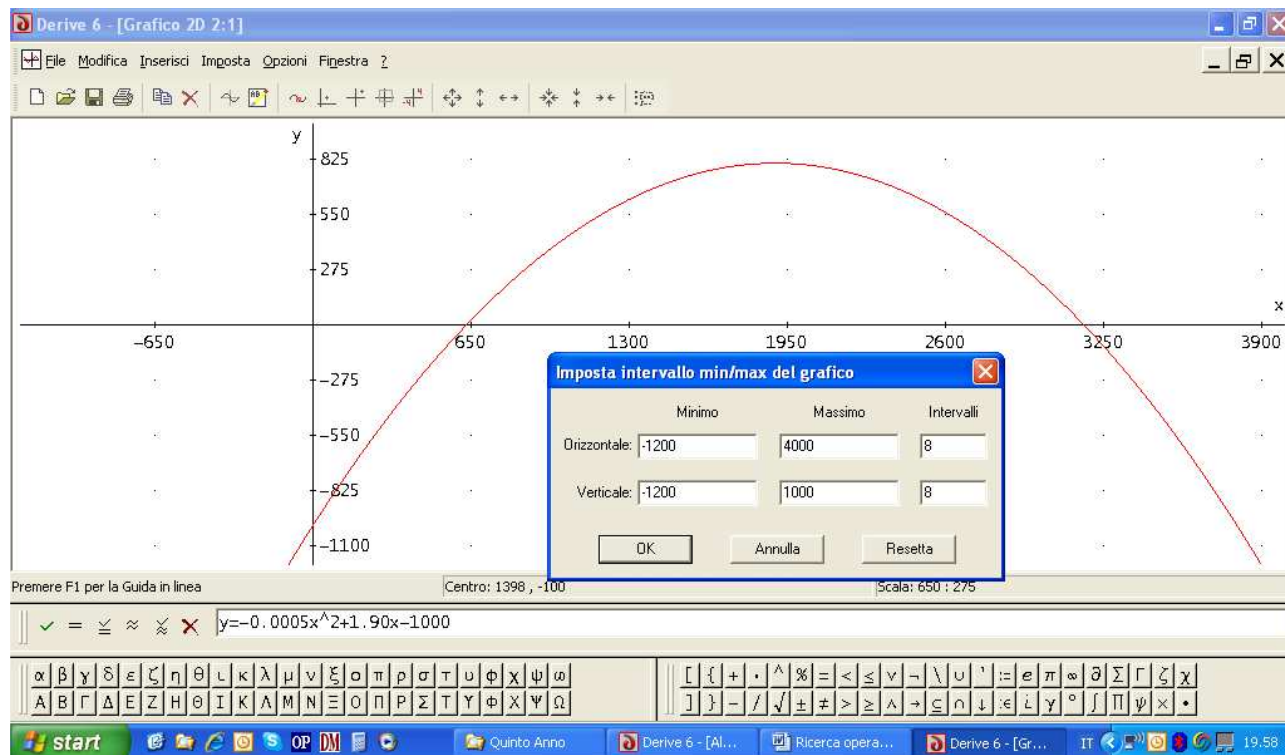 Derive 6 - [Grafico 2D 2:1]
File Modifica Inserisci Imposta Opzioni Finestra ?
y
825
550
275
x
-650 650 1300 1950 2600 3250 3900
-275
-550
-825
-1100
Imposta intervallo min/max del grafico
Minimo Massimo Intervalli
Orizzontale: -1200 4000 8
Verticale: -1200 1000 8
OK Annulla Resetta
Premere F1 per la Guida in linea Centro: 1398 , -100 Scala: 650 : 275
y=-0.0005x^2+1.90x-1000
α β γ δ ε ζ η θ ι κ λ μ ν ξ ο π ρ σ τ υ φ χ ψ ω
Α Β Γ Δ Ε Ζ Η Θ Ι Κ Λ Μ Ν Ξ Ο Π Ρ Σ Τ Υ Φ Χ Ψ Ω
start OP DM Quinto Anno Derive 6 - [Al... Ricerca opera... Derive 6 - [Gr... IT 19.58